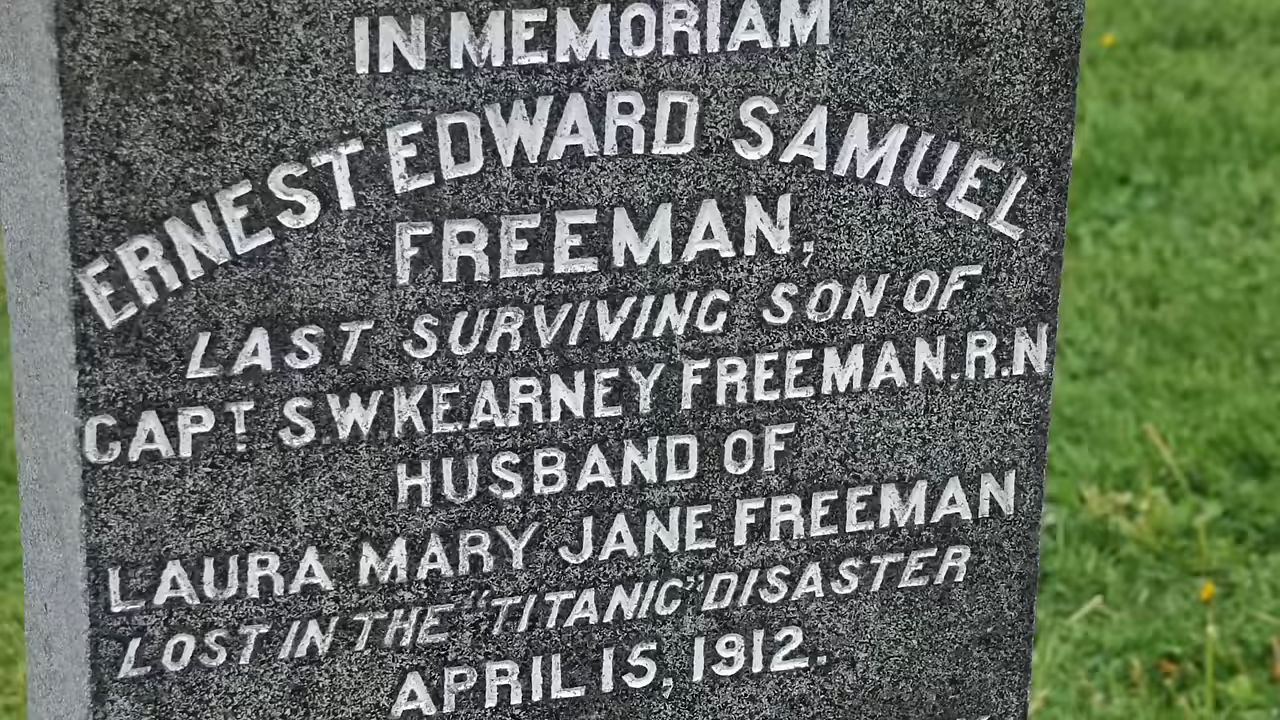 IN MEMORIAM
ERNEST EDWARD SAMUEL
FREEMAN,
LAST SURVIVING SON OF
CAPT S.W.KEARNEY FREEMAN.R.N
HUSBAND OF
LAURA MARY JANE FREEMAN
LOST IN THE "TITANIC" DISASTER
APRIL 15, 1912.